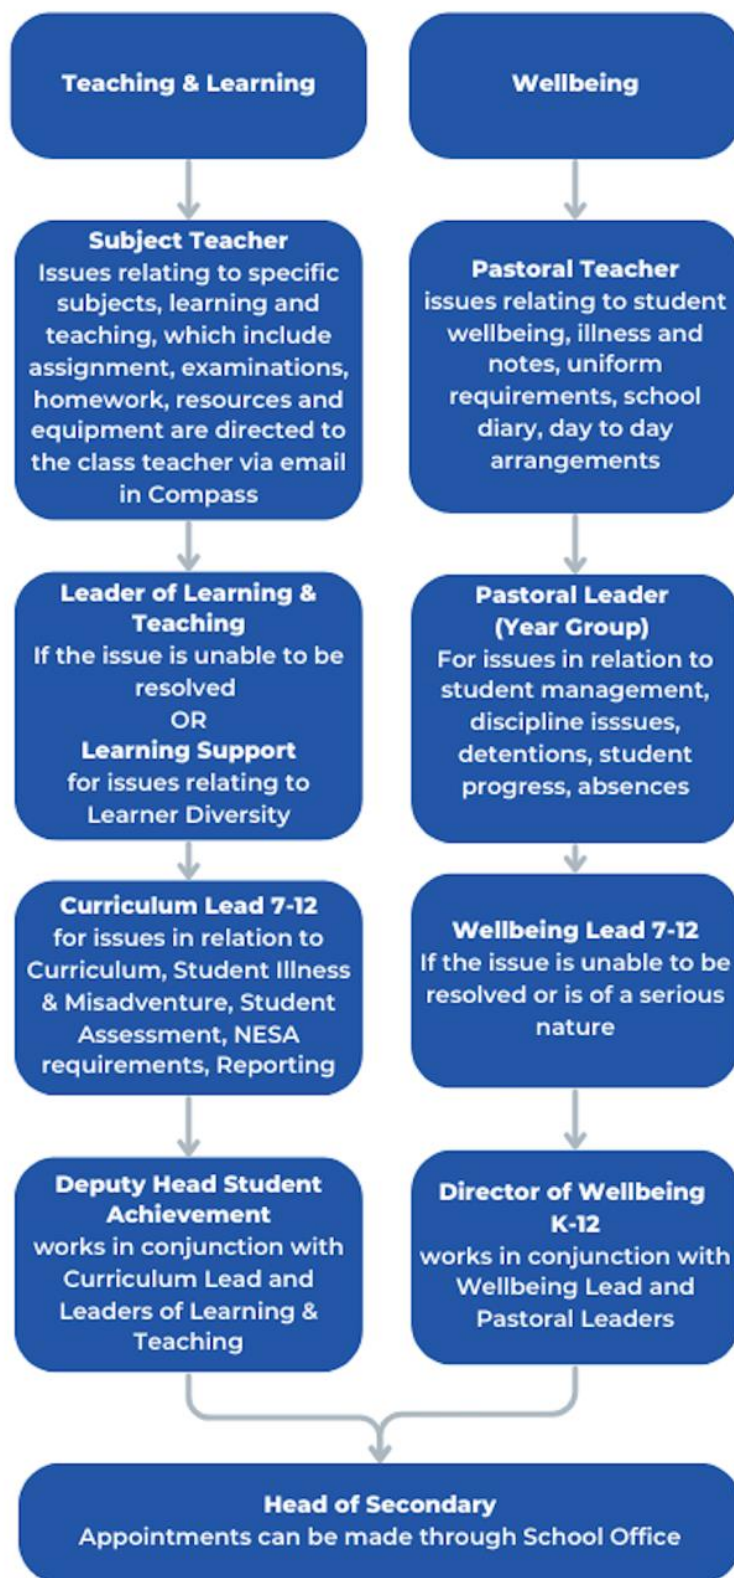 Teaching & Learning
Subject Teacher
Issues relating to specific
subjects, learning and
teaching, which include
assignment, examinations,
homework, resources and
equipment are directed to
the class teacher via email
in Compass
Leader of Learning &
Teaching
If the issue is unable to be
resolved
OR
Learning Support
for issues relating to
Learner Diversity
Curriculum Lead 7-12
for issues in relation to
Curriculum, Student Illness
& Misadventure, Student
Assessment, NESA
requirements, Reporting
Deputy Head Student
Achievement
works in conjunction with
Curriculum Lead and
Leaders of Learning &
Teaching
Wellbeing
Pastoral Teacher
issues relating to student
wellbeing, illness and
notes, uniform
requirements, school
diary, day to day
arrangements
Pastoral Leader
(Year Group)
For issues in relation to
student management,
discipline isssues,
detentions, student
progress, absences
Wellbeing Lead 7-12
If the issue is unable to be
resolved or is of a serious
nature
Director of Wellbeing
K-12
works in conjunction with
Wellbeing Lead and
Pastoral Leaders
Head of Secondary
Appointments can be made through School Office